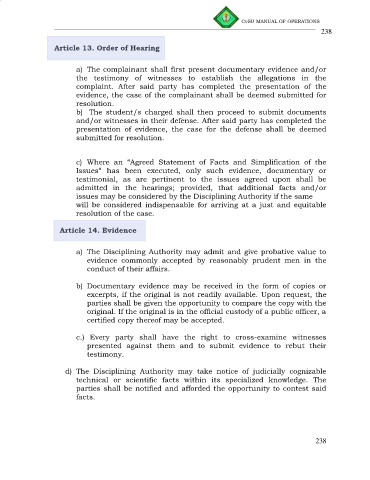 CvSU MANUAL OF OPERATIONS
238
Article 13. Order of Hearing
a) The complainant shall first present documentary evidence and/or
the testimony of witnesses to establish the allegations in the
complaint. After said party has completed the presentation of the
evidence, the case of the complainant shall be deemed submitted for
resolution.
b) The student/s charged shall then proceed to submit documents
and/or witnesses in their defense. After said party has completed the
presentation of evidence, the case for the defense shall be deemed
submitted for resolution.
c) Where an “Agreed Statement of Facts and Simplification of the
Issues” has been executed, only such evidence, documentary or
testimonial, as are pertinent to the issues agreed upon shall be
admitted in the hearings; provided, that additional facts and/or
issues may be considered by the Disciplining Authority if the same
will be considered indispensable for arriving at a just and equitable
resolution of the case.
Article 14. Evidence
a) The Disciplining Authority may admit and give probative value to
evidence commonly accepted by reasonably prudent men in the
conduct of their affairs.
b) Documentary evidence may be received in the form of copies or
excerpts, if the original is not readily available. Upon request, the
parties shall be given the opportunity to compare the copy with the
original. If the original is in the official custody of a public officer, a
certified copy thereof may be accepted.
c.) Every party shall have the right to cross-examine witnesses
presented against them and to submit evidence to rebut their
testimony.
d) The Disciplining Authority may take notice of judicially cognizable
technical or scientific facts within its specialized knowledge. The
parties shall be notified and afforded the opportunity to contest said
facts.
238